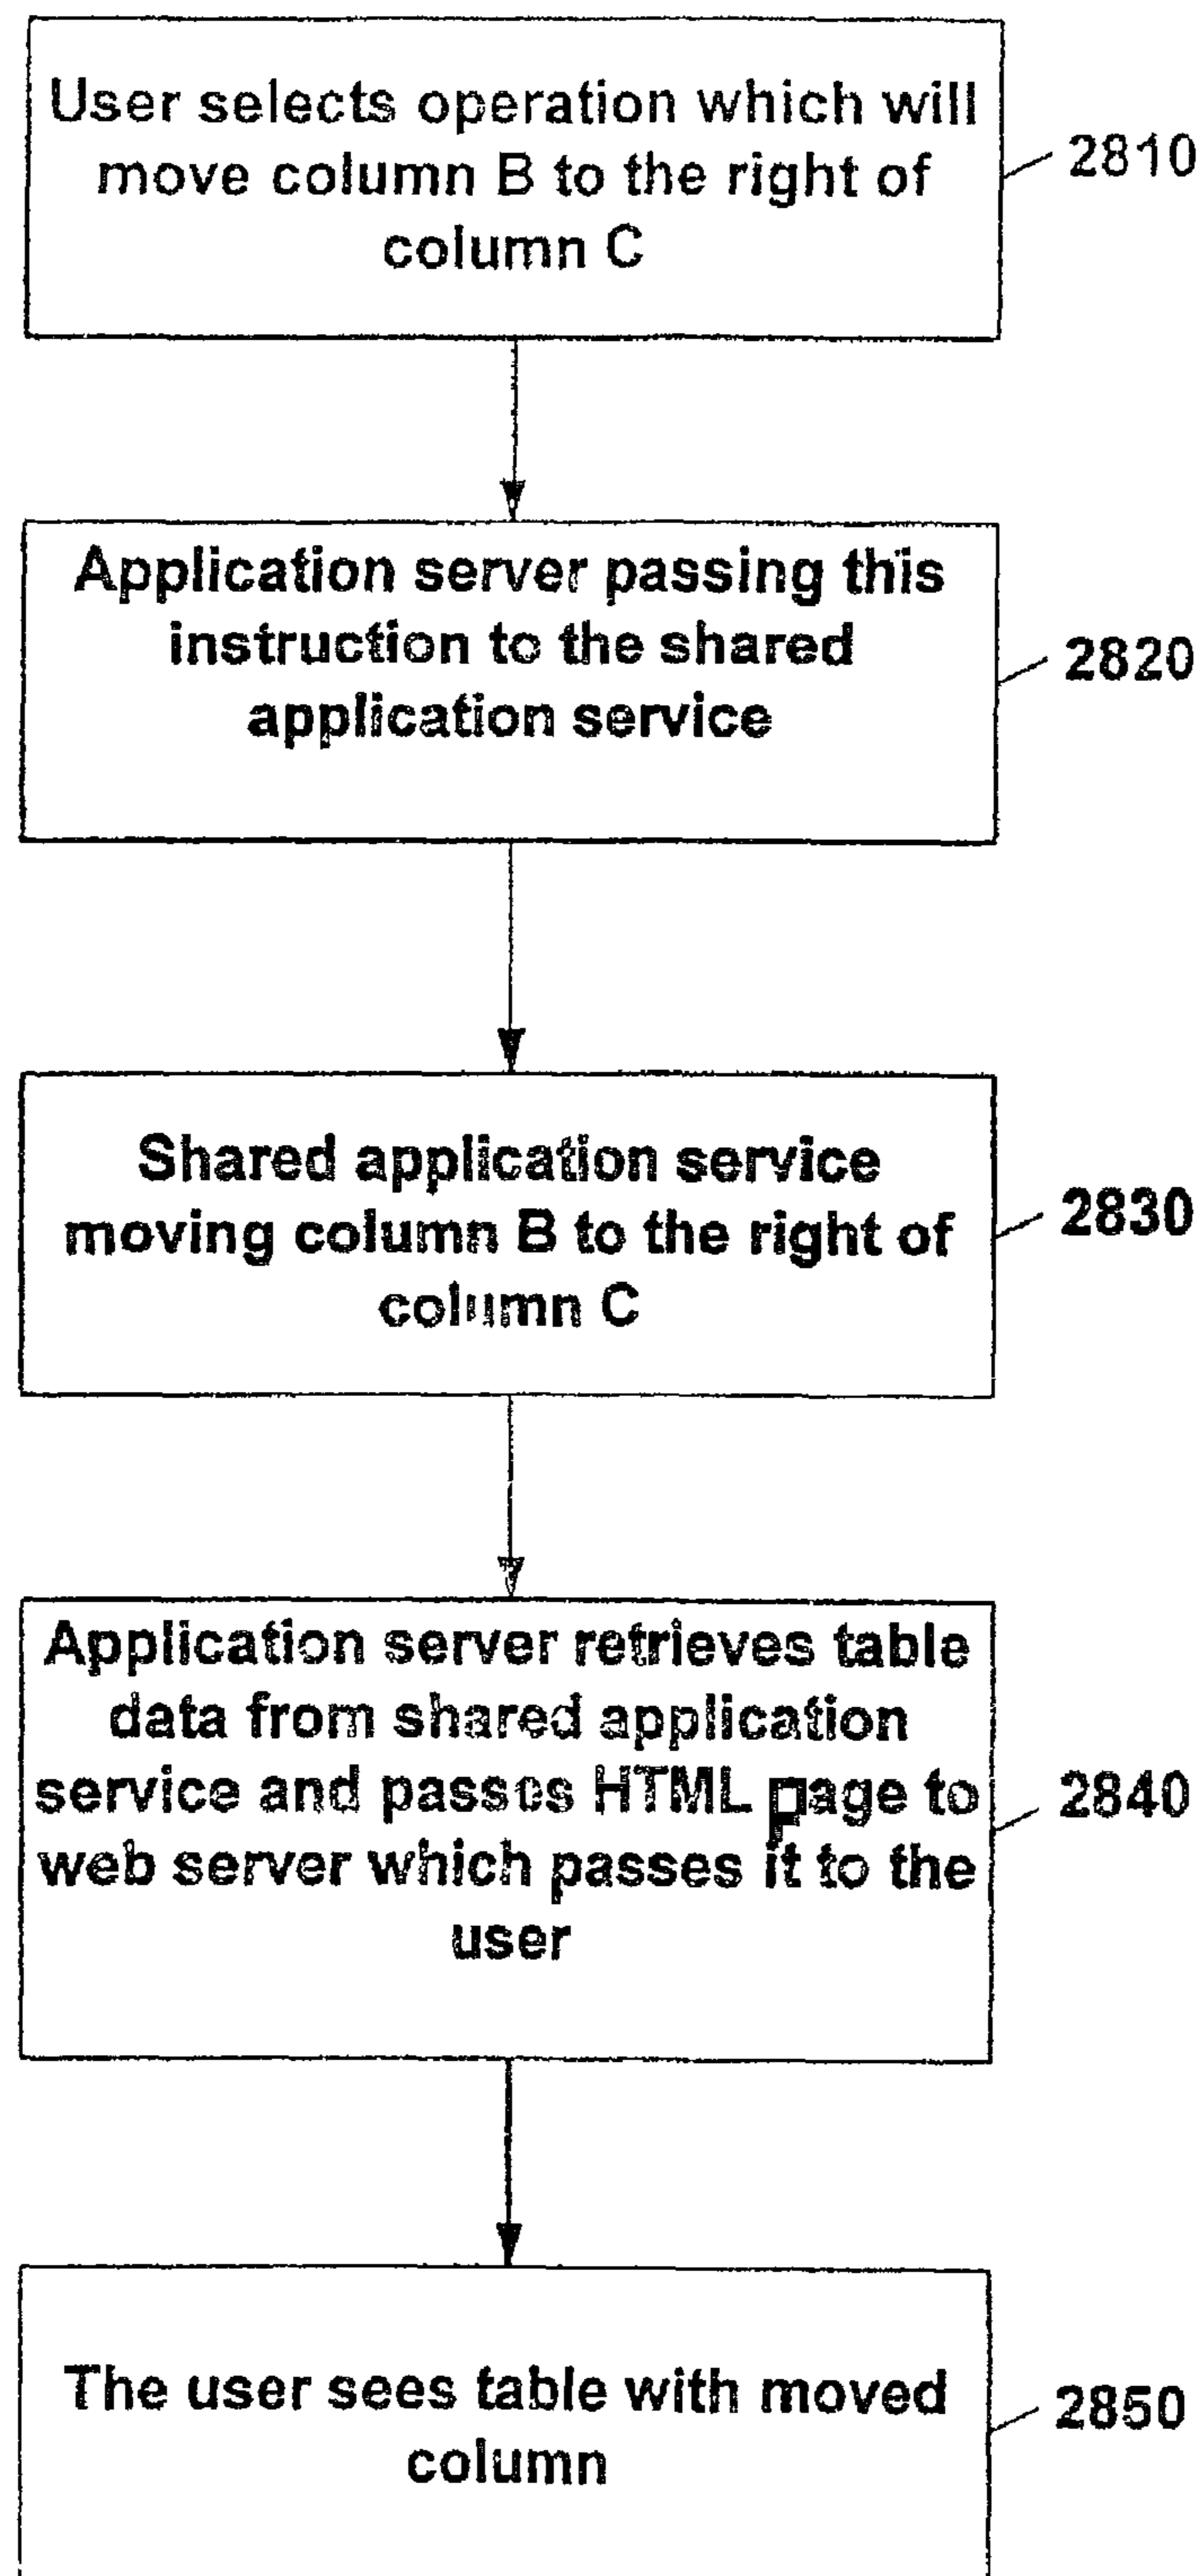 User selects operation which will
move column B to the right of
column C
2810
Application server passing this
instruction to the shared
application service
2820
Shared application service
moving column B to the right of
column C
2830
Application server retrieves table
data from shared application
service and passes HTML page to
web server which passes it to the
user
2840
The user sees table with moved
column
2850